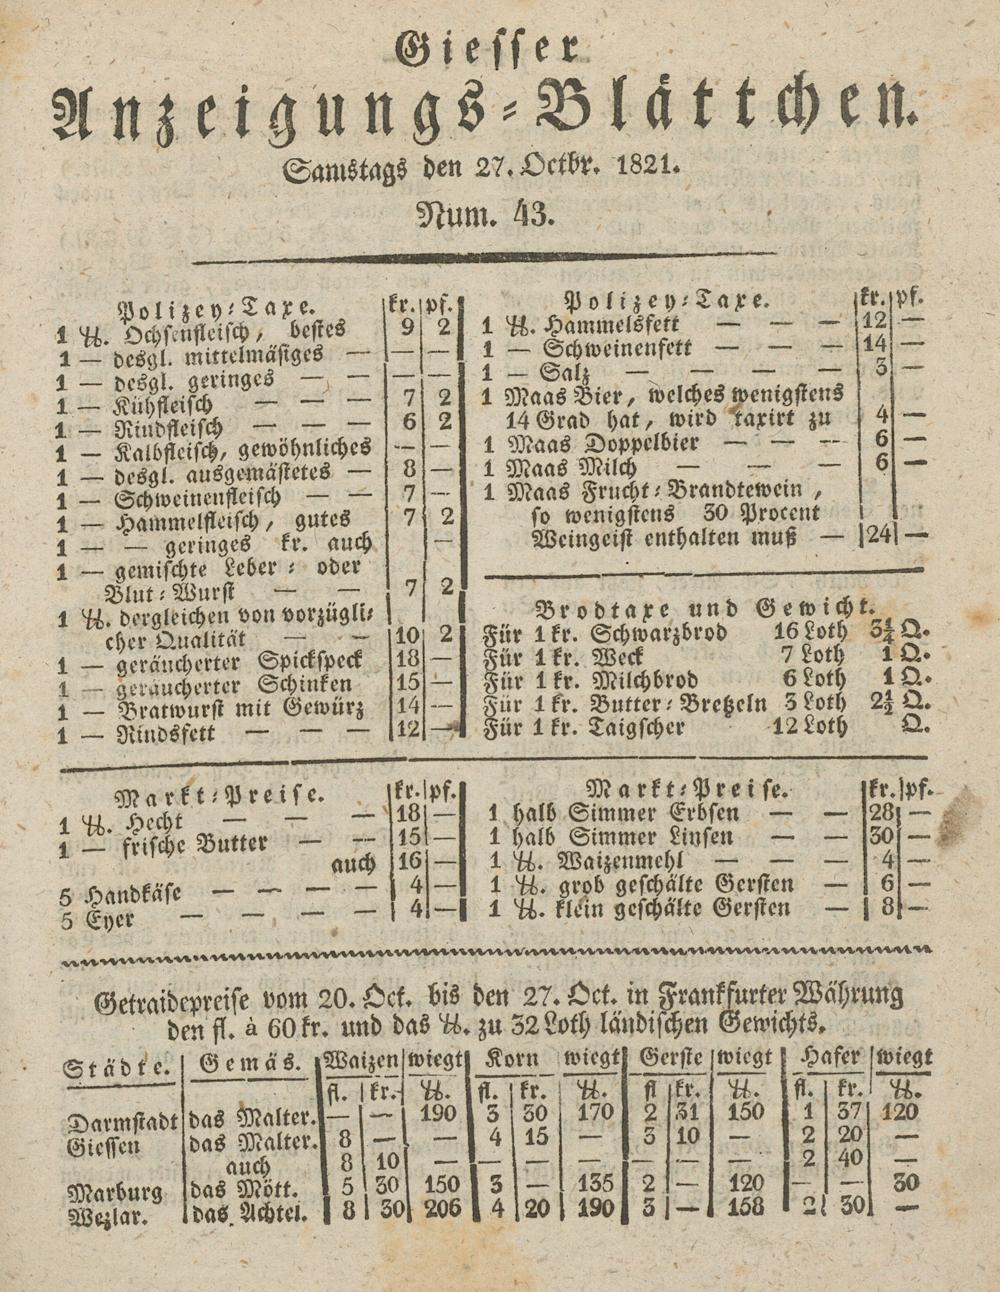 Giesser
Anzeigungs-Blättchen.
Samstags den 27. Octbr. 1821.
Num. 43.
Polizey-Taxe. kr. pf.
1 ℔. Ochsenfleisch, bestes 9 2
1 — desgl. mittelmäsiges — — —
1 — desgl. geringes — — — —
1 — Kühfleisch — — — 7 2
1 — Rindfleisch — — — 6 2
1 — Kalbfleisch, gewöhnliches — —
1 — desgl. ausgemästetes — 8 —
1 — Schweinenfleisch — — 7 —
1 — Hammelfleisch, gutes 7 2
1 — — geringes kr. auch —
1 — gemischte Leber- oder
Blut-Wurst — — 7 2
1 ℔. dergleichen von vorzügli-
cher Qualität — — 10 2
1 — geräucherter Spickspeck 18 —
1 — geräucherter Schinken 15 —
1 — Bratwurst mit Gewürz 14 —
1 — Rindsfett — — — 12 —
Polizey-Taxe. kr. pf.
1 ℔. Hammelsfett — — — 12 —
1 — Schweinenfett — — — 14 —
1 — Salz — — — — 3 —
1 Maas Bier, welches wenigstens
14 Grad hat, wird taxirt zu 4 —
1 Maas Doppelbier — — — 6 —
1 Maas Milch — — — 6 —
1 Maas Frucht-Brandtewein,
so wenigstens 30 Procent
Weingeist enthalten muß — 24 —
Brodtaxe und Gewicht.
Für 1 kr. Schwarzbrod 16 Loth 3½ Q.
Für 1 kr. Weck 7 Loth 1 Q.
Für 1 kr. Milchbrod 6 Loth 1 Q.
Für 1 kr. Butter-Bretzeln 3 Loth 2½ Q.
Für 1 kr. Taigscher 12 Loth Q.
Markt-Preise. kr. pf.
1 ℔. Hecht — — — 18 —
1 — frische Butter — — 15 —
auch 16 —
5 Handkäse — — — — 4 —
5 Eyer — — — — 4 —
Markt-Preise. kr. pf.
1 halb Simmer Erbsen — — 28 —
1 halb Simmer Linsen — — 30 —
1 ℔. Waizenmehl — — — 4 —
1 ℔. grob geschälte Gersten — 6 —
1 ℔. klein geschälte Gersten — 8 —
Getraidepreise vom 20. Oct. bis den 27. Oct. in Frankfurter Währung
den fl. à 60 kr. und das ℔. zu 32 Loth ländischen Gewichts.
Städte. Gemäs. Waizen wiegt Korn wiegt Gerste wiegt Hafer wiegt
fl. kr. ℔. fl. kr. ℔. fl kr. ℔. fl. kr. ℔.
Darmstadt das Malter. — — 190 3 30 170 2 31 150 1 37 120
Giessen das Malter. 8 — — 4 15 — 3 10 — 2 20 —
auch 8 10 — — — — — — — 2 40 —
Marburg das Mött. 5 30 150 3 — 135 2 — 120 — — 30
Wezlar. das Achtel. 8 30 206 4 20 190 3 — 158 2 30 —